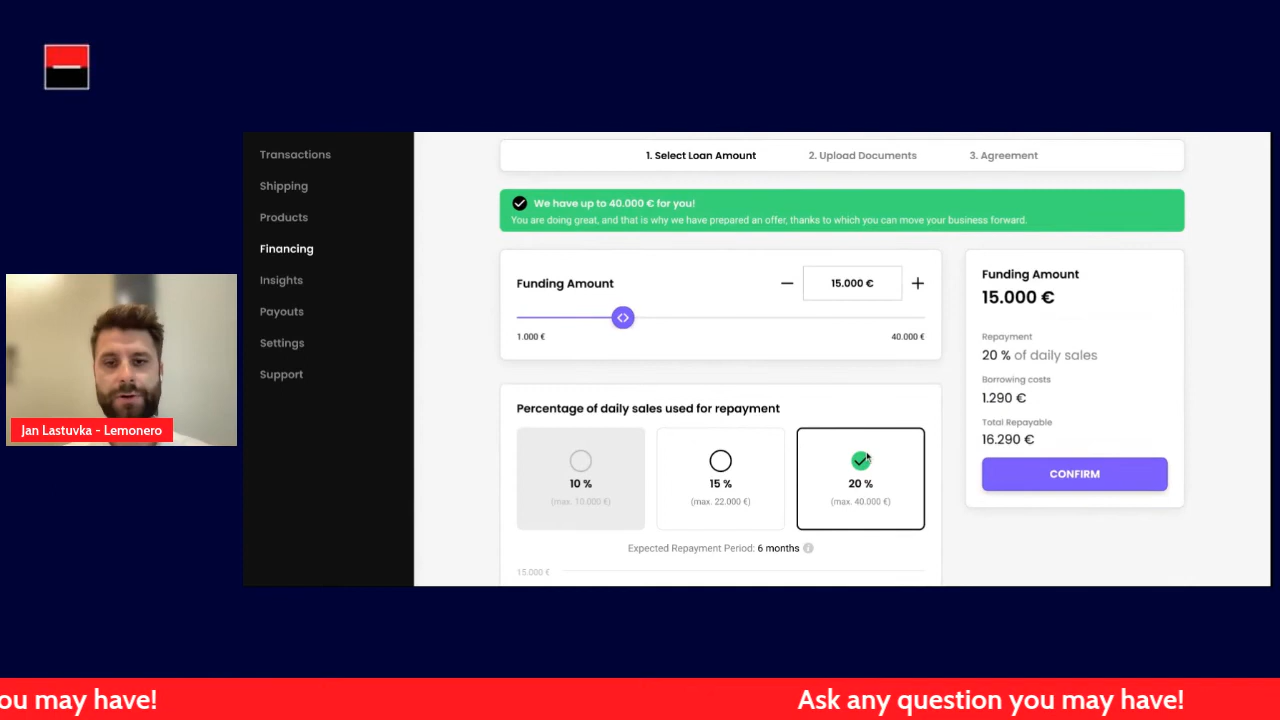 Transactions
Shipping
Products
Financing
Insights
Payouts
Settings
Support
1. Select Loan Amount
2. Upload Documents
3. Agreement
We have up to 40.000 € for you!
You are doing great, and that is why we have prepared an offer, thanks to which you can move your business forward.
Funding Amount
15.000 €
1.000 €
40.000 €
Percentage of daily sales used for repayment
10 %
(max. 10.000 €)
15 %
(max. 22.000 €)
20 %
(max. 40.000 €)
Expected Repayment Period: 6 months
15.000 €
Funding Amount
15.000 €
Repayment
20 % of daily sales
Borrowing costs
1.290 €
Total Repayable
16.290 €
CONFIRM
Jan Lastuvka - Lemonero
ou may have!
Ask any question you may have!